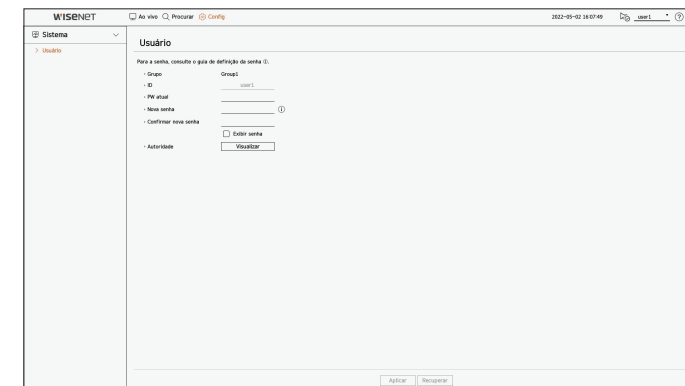 WISENET
Ao vivo Procurar Config 2022-05-02 16:07:49 user1
Sistema
Usuário
Usuário
Para a senha, consulte o guia de definição da senha ⓘ.
• Grupo Group1
• ID user1
• PW atual
• Nova senha ⓘ
• Confirmar nova senha
Exibir senha
• Autoridade Visualizar
Aplicar Recuperar